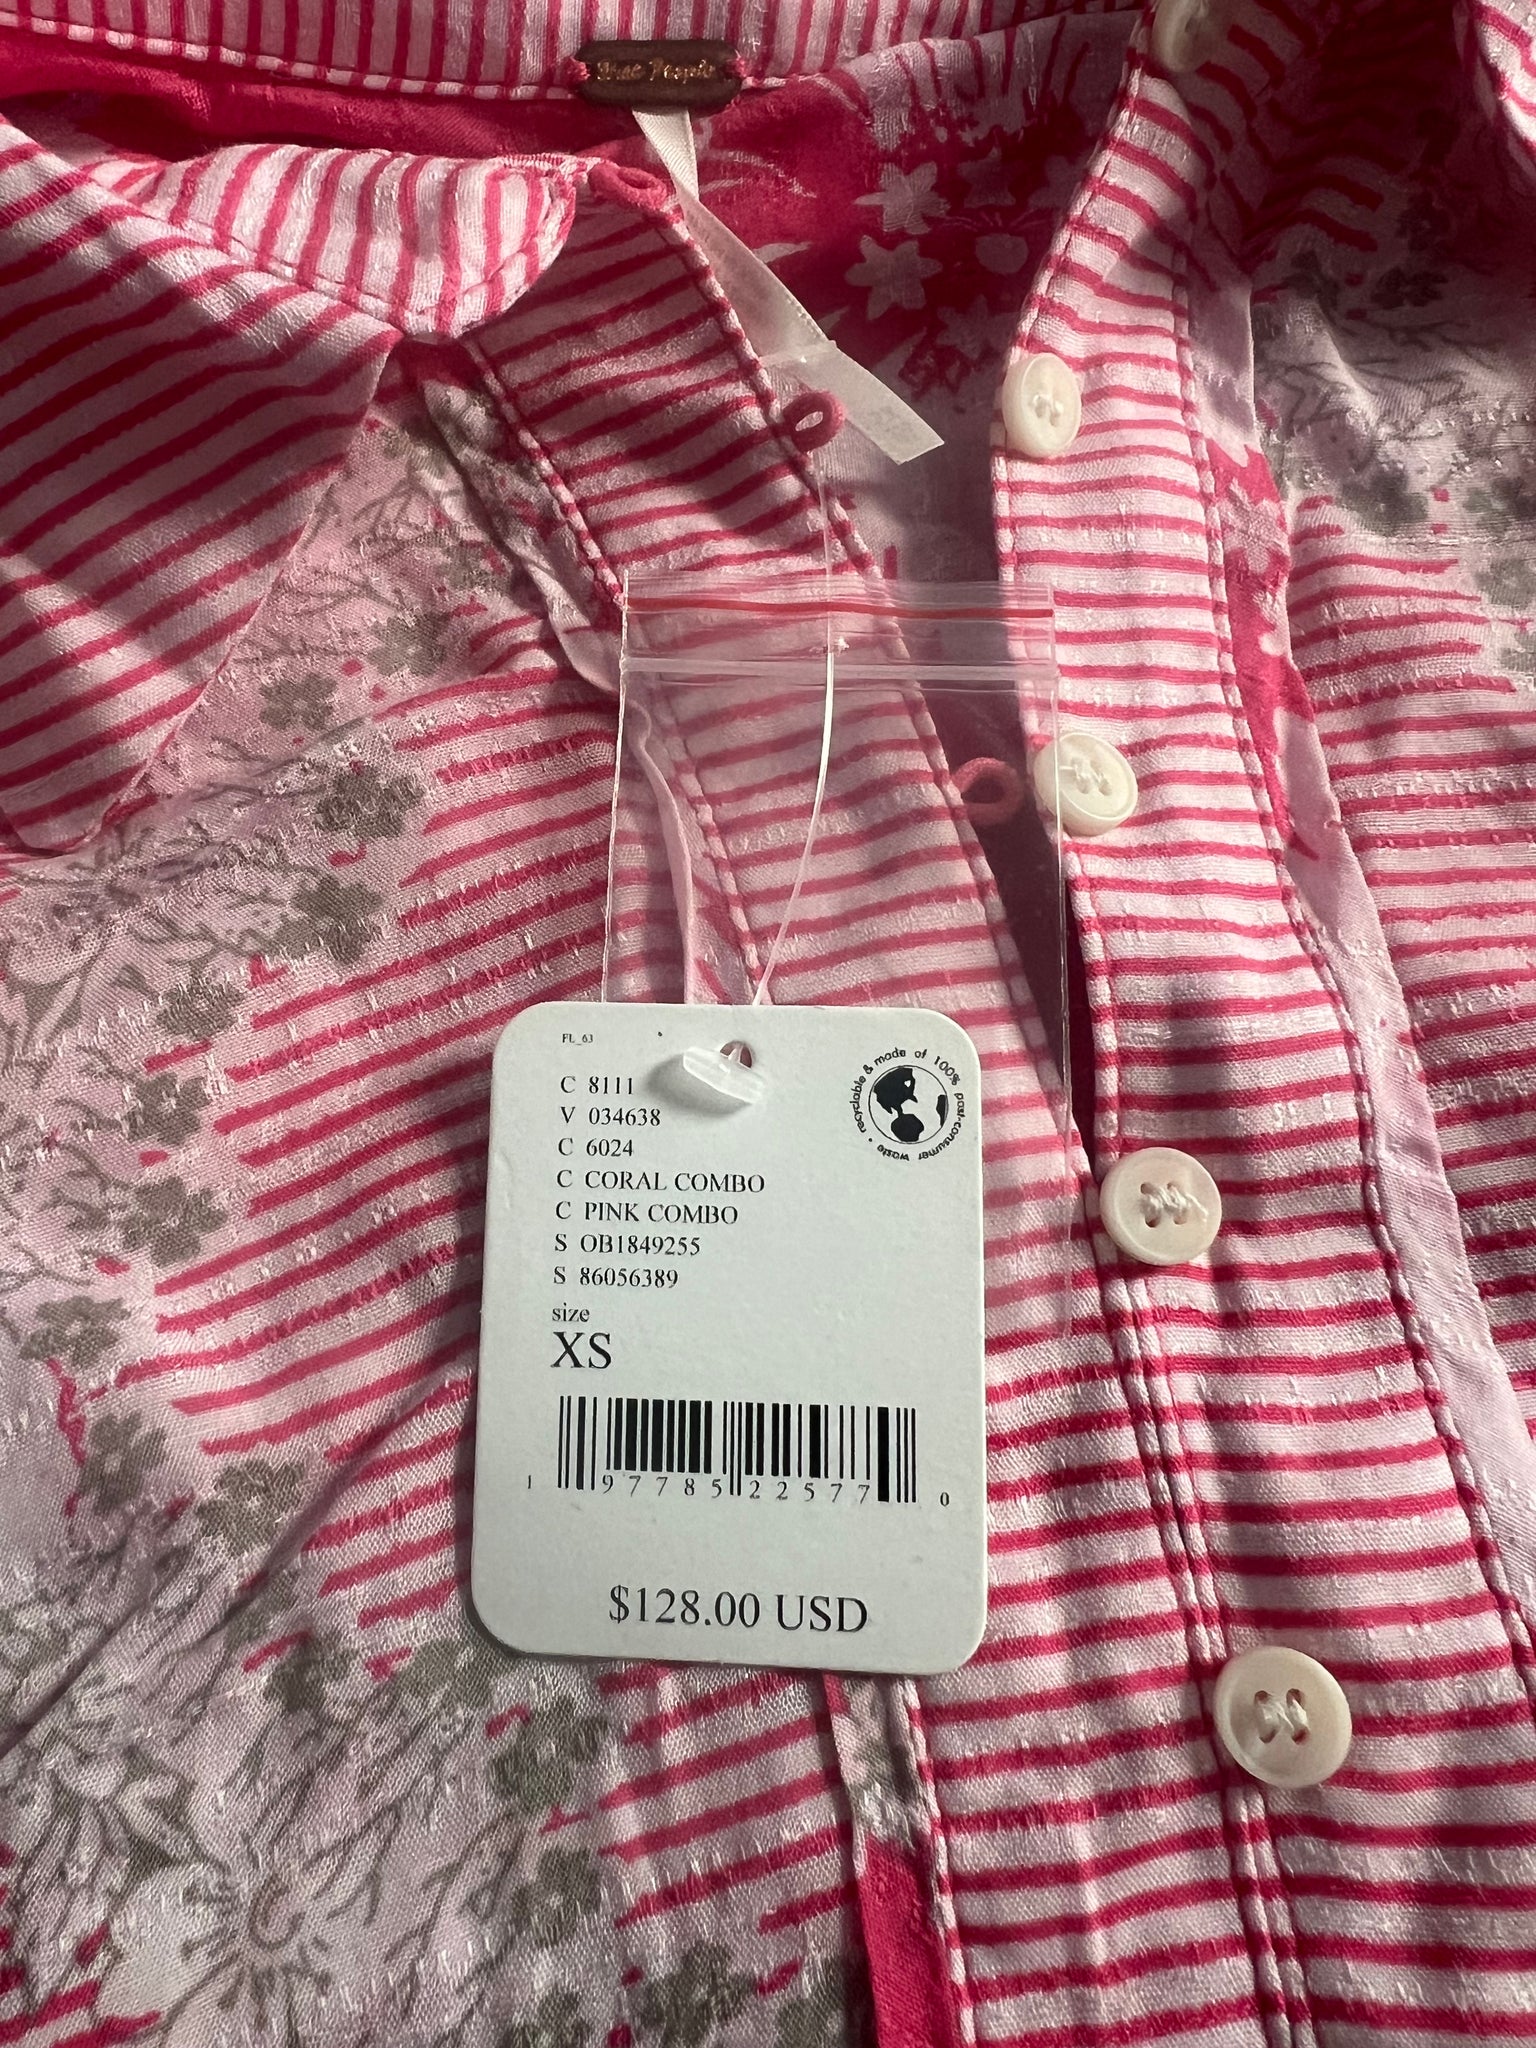 free people
FL_63
C 8111
V 034638
C 6024
C CORAL COMBO
C PINK COMBO
S OB1849255
S 86056389
size
XS
1 97785 22577 0
$128.00 USD
recyclable & made of 100% post-consumer waste •